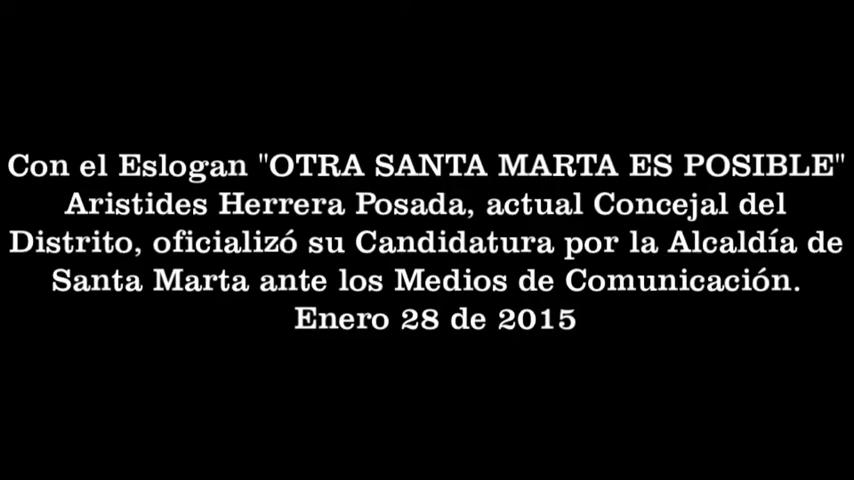 Con el Eslogan "OTRA SANTA MARTA ES POSIBLE"
Aristides Herrera Posada, actual Concejal del
Distrito, oficializó su Candidatura por la Alcaldía de
Santa Marta ante los Medios de Comunicación.
Enero 28 de 2015